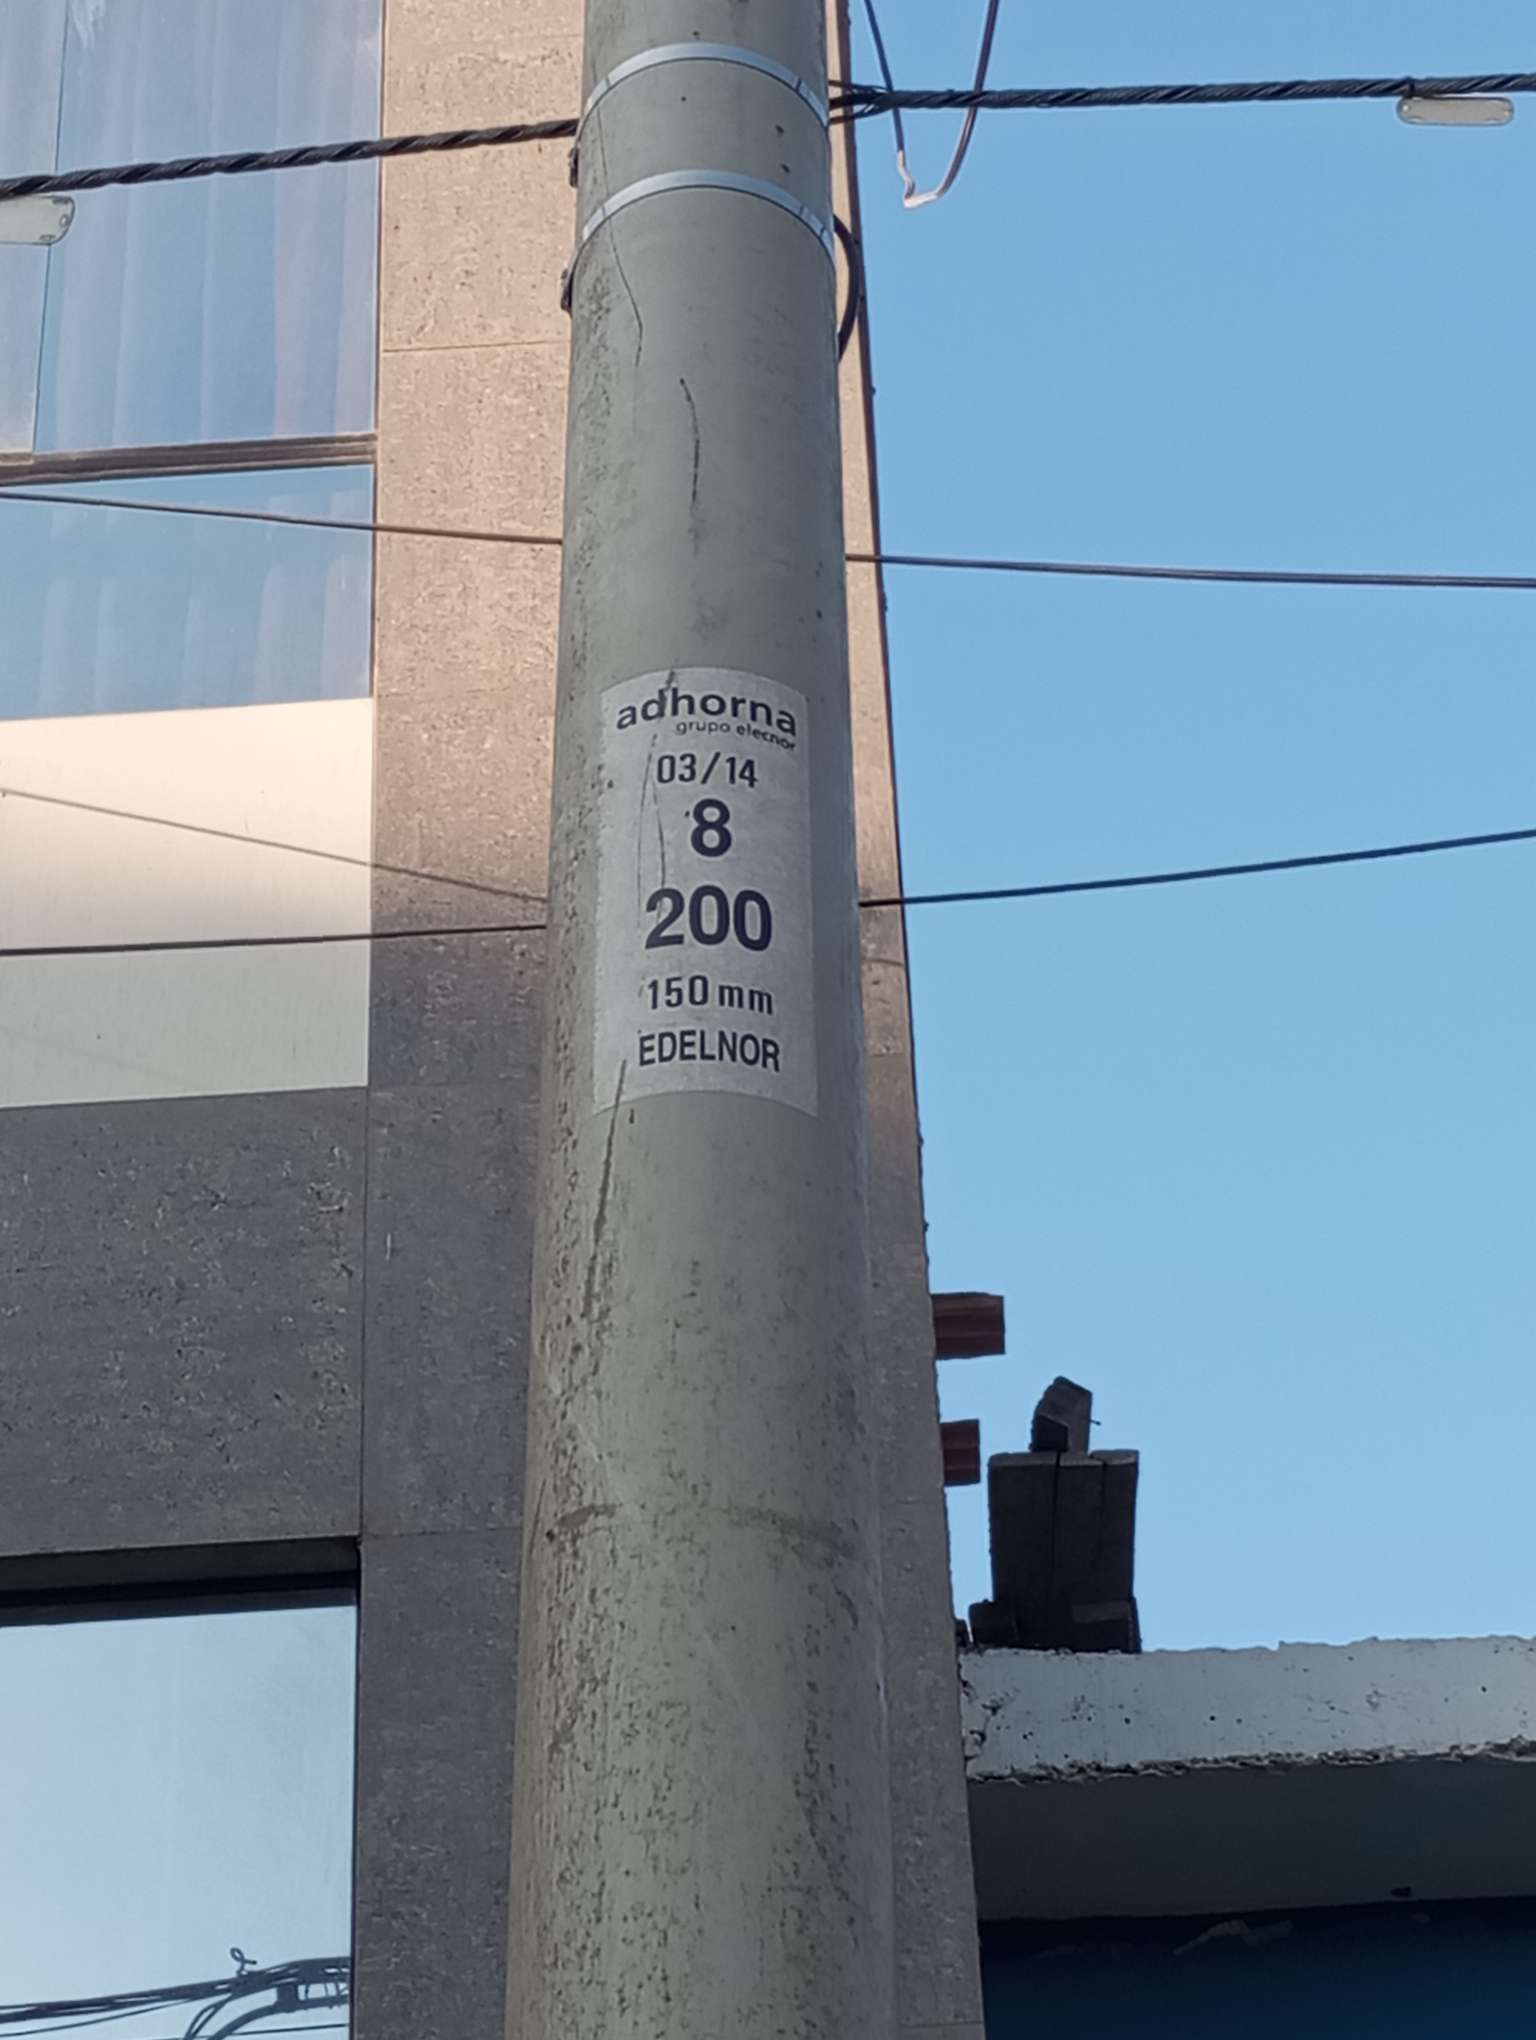 adhorna
grupo elecnor
03/14
8
200
150 mm
EDELNOR